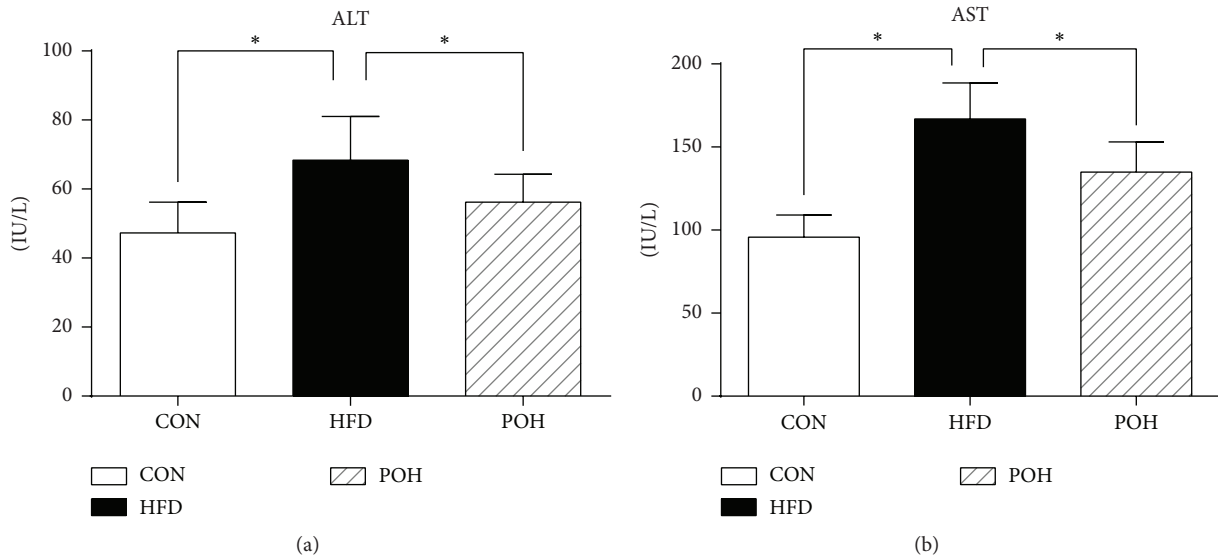 ALT
*
*
100
80
60
40
20
0
(IU/L)
CON
HFD
POH
CON
POH
HFD
(a)
AST
*
*
200
150
100
50
0
(IU/L)
CON
HFD
POH
CON
POH
HFD
(b)